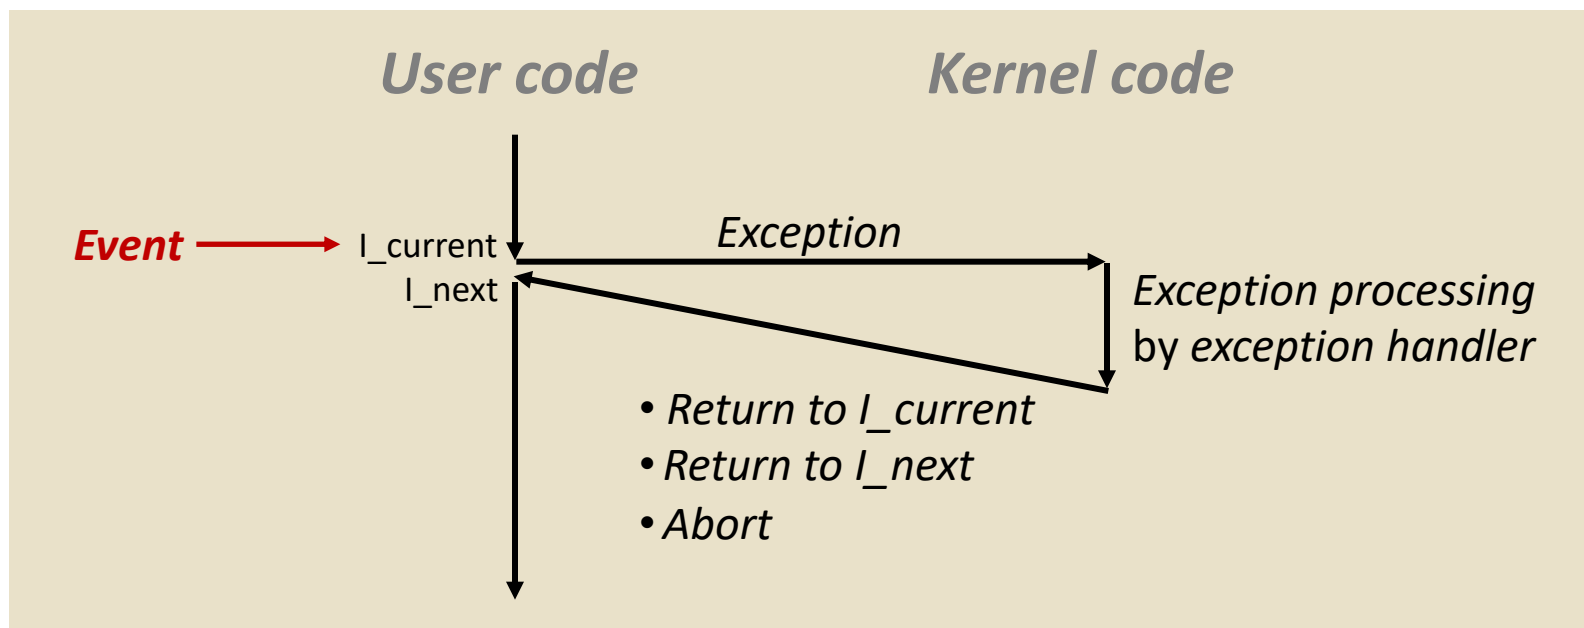 User code
Kernel code
Event
I_current
Exception
I_next
Exception processing
by exception handler
• Return to I_current
• Return to I_next
• Abort